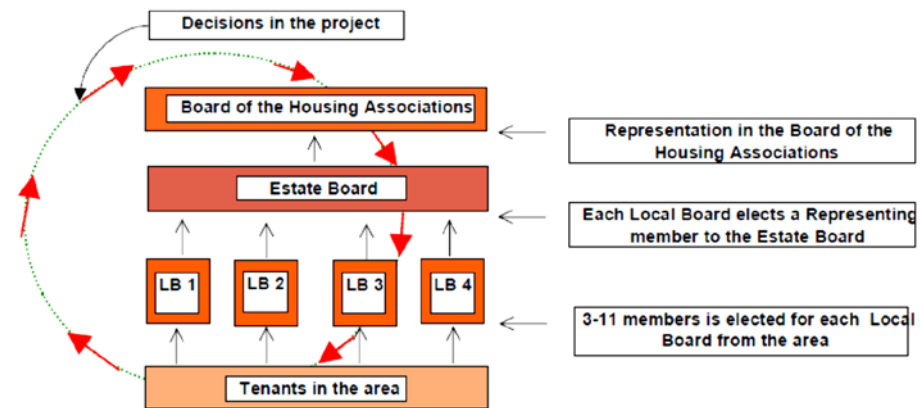 Decisions in the project
Board of the Housing Associations
Representation in the Board of the
Housing Associations
Estate Board
Each Local Board elects a Representing
member to the Estate Board
LB 1
LB 2
LB 3
LB 4
3-11 members is elected for each Local
Board from the area
Tenants in the area